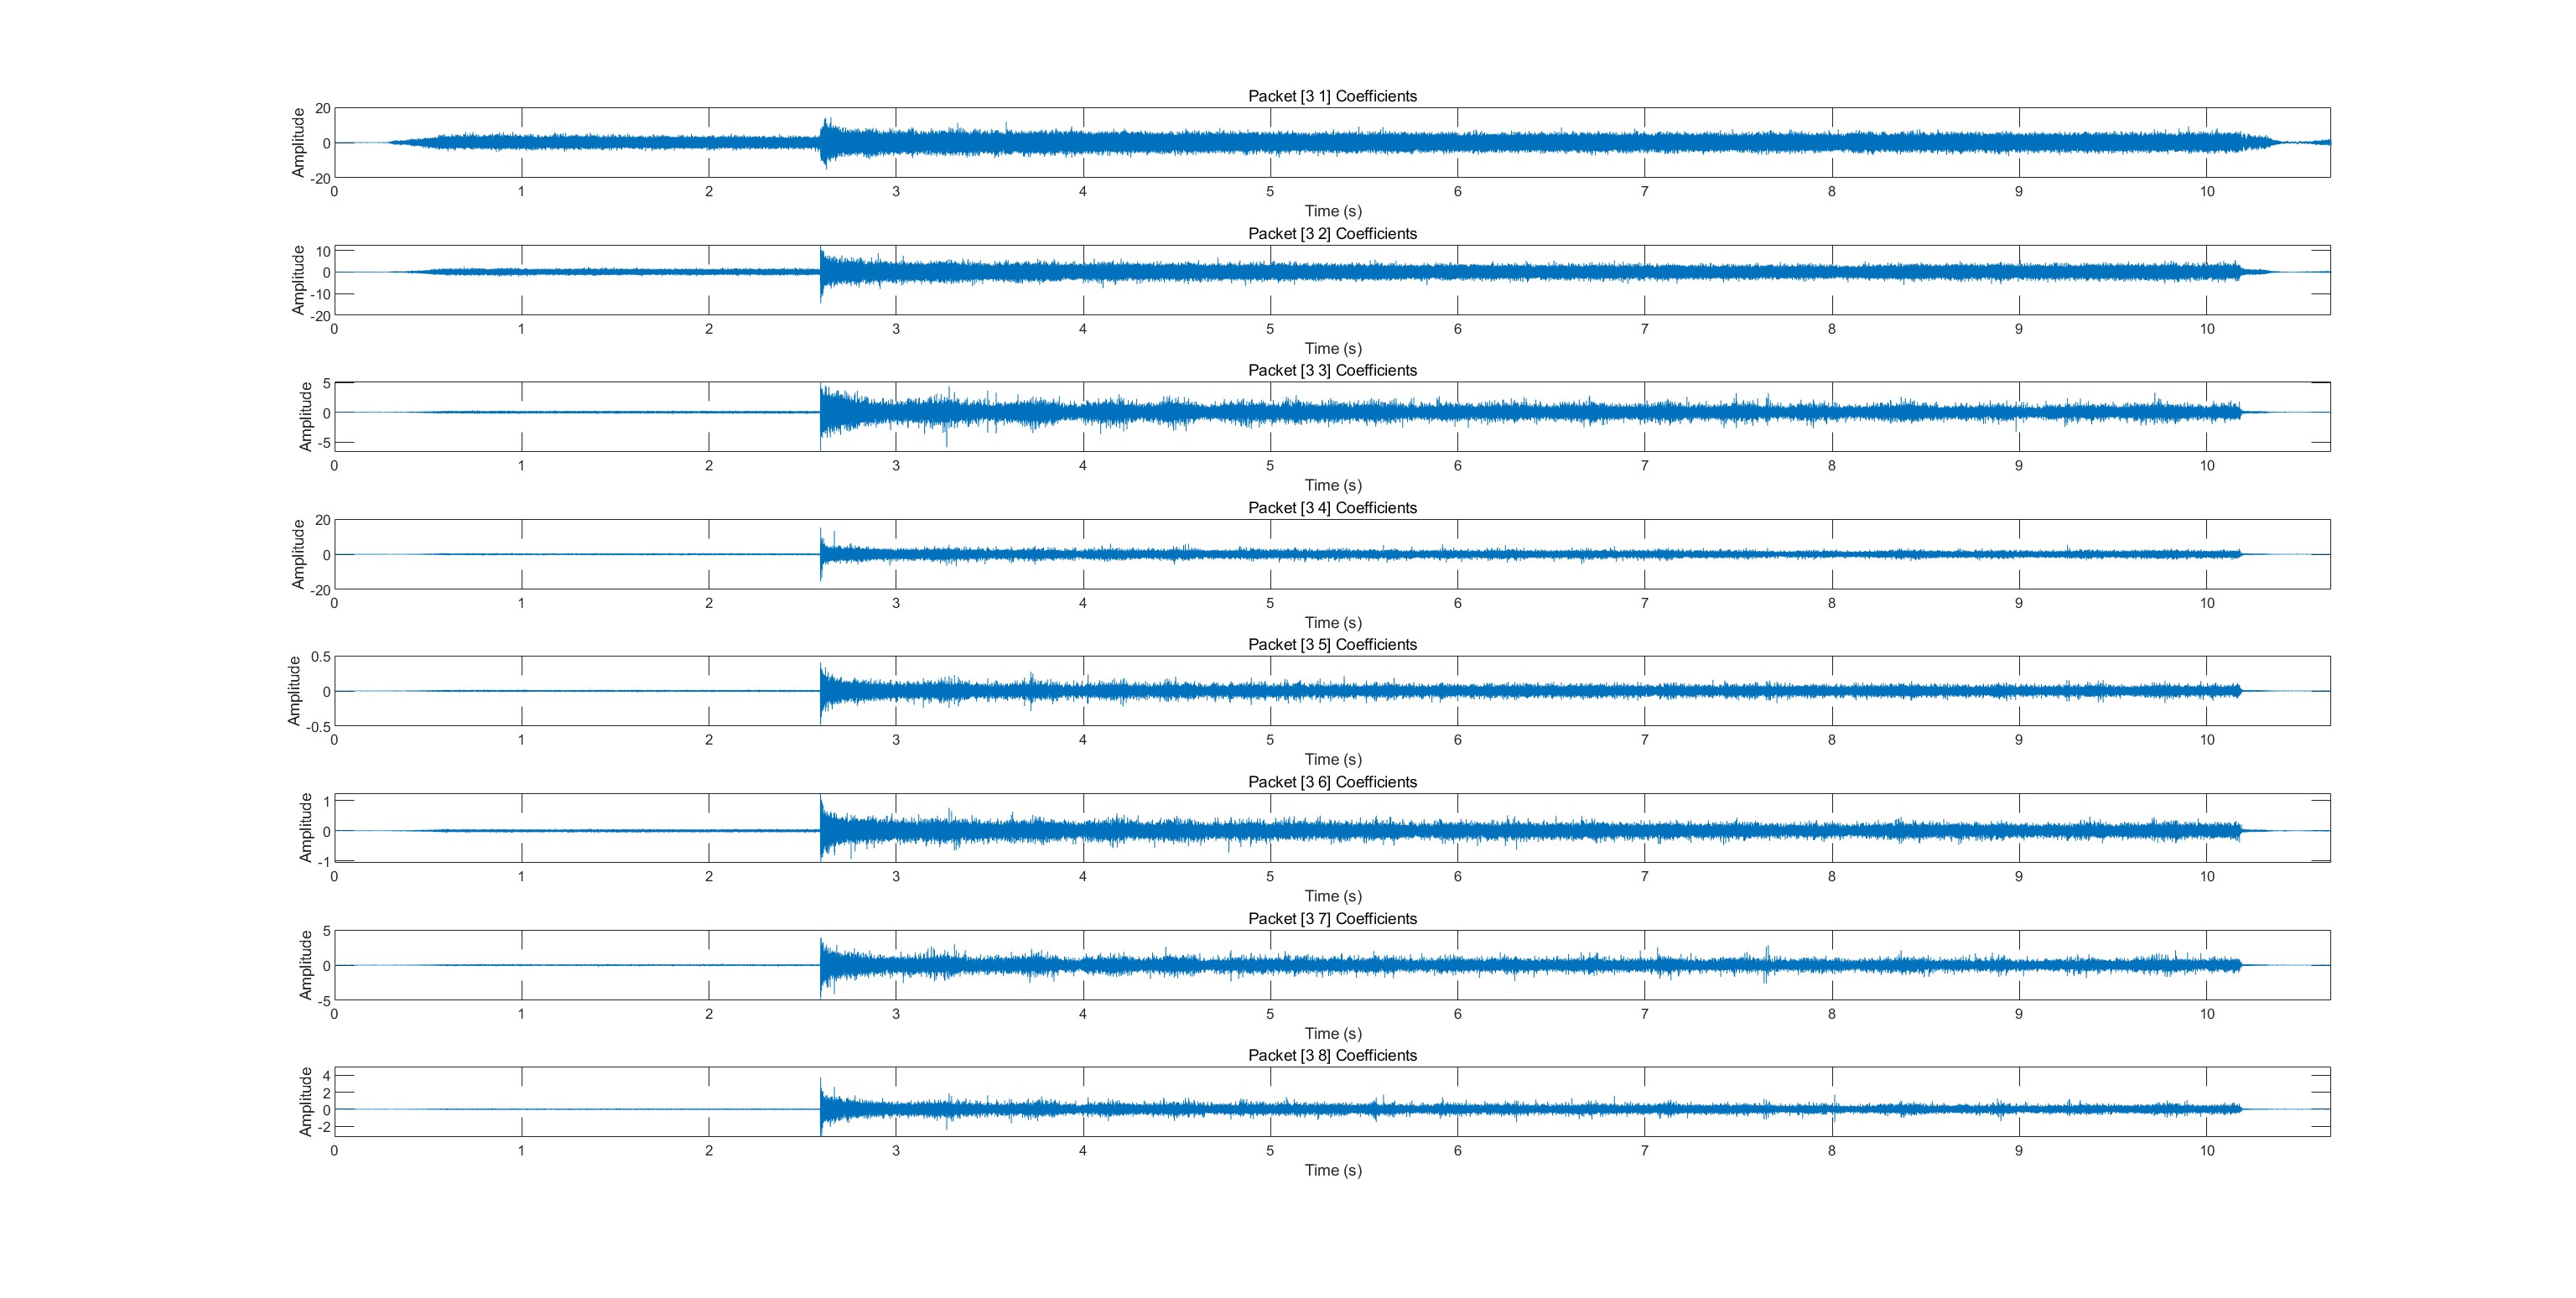 Packet [3 1] Coefficients
Amplitude
20
0
-20
0 1 2 3 4 5 6 7 8 9 10
Time (s)
Packet [3 2] Coefficients
Amplitude
10
0
-10
-20
0 1 2 3 4 5 6 7 8 9 10
Time (s)
Packet [3 3] Coefficients
Amplitude
5
0
-5
0 1 2 3 4 5 6 7 8 9 10
Time (s)
Packet [3 4] Coefficients
Amplitude
20
0
-20
0 1 2 3 4 5 6 7 8 9 10
Time (s)
Packet [3 5] Coefficients
Amplitude
0.5
0
-0.5
0 1 2 3 4 5 6 7 8 9 10
Time (s)
Packet [3 6] Coefficients
Amplitude
1
0
-1
0 1 2 3 4 5 6 7 8 9 10
Time (s)
Packet [3 7] Coefficients
Amplitude
5
0
-5
0 1 2 3 4 5 6 7 8 9 10
Time (s)
Packet [3 8] Coefficients
Amplitude
4
2
0
-2
0 1 2 3 4 5 6 7 8 9 10
Time (s)